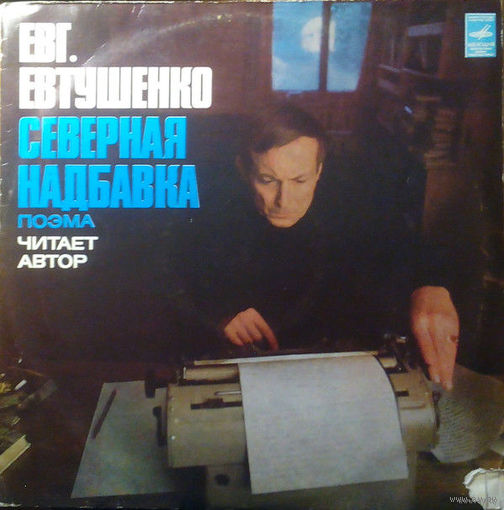 ЕВГ.
ЕВТУШЕНКО
СЕВЕРНАЯ
НАДБАВКА
ПОЭМА
ЧИТАЕТ
АВТОР